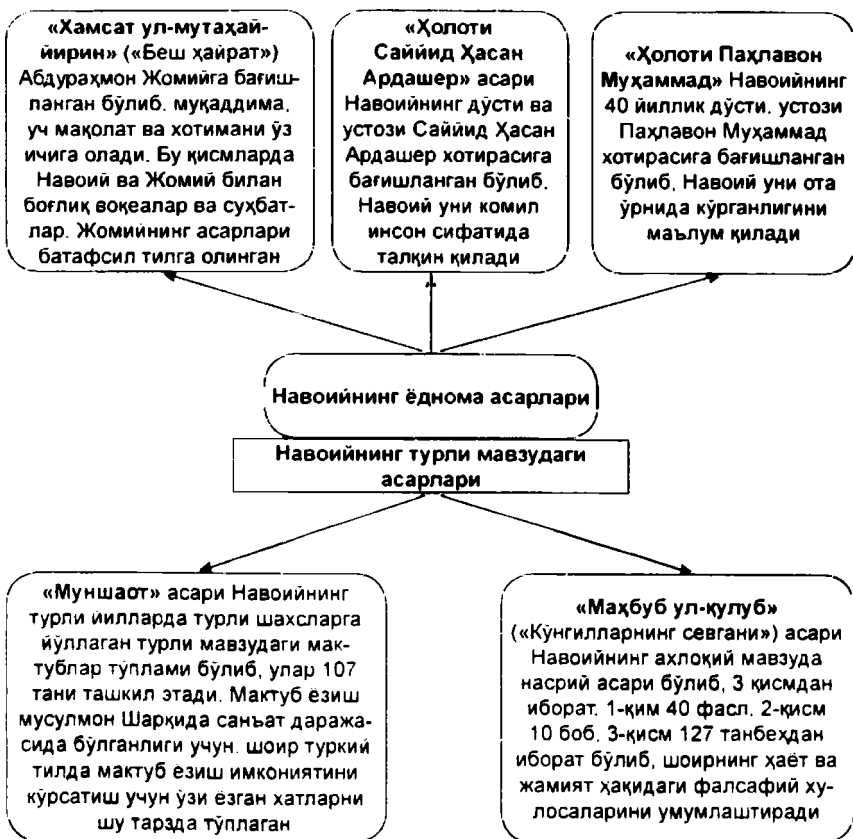 «Хамсат ул-мутаҳай-
йирин» («Беш ҳайрат»)
Абдураҳмон Жомийга бағиш-
ланган бўлиб. муқаддима,
уч мақолат ва хотимани ўз
ичига олади. Бу қисмларда
Навоий ва Жомий билан
боғлиқ воқеалар ва суҳбат-
лар. Жомийнинг асарлари
батафсил тилга олинган
«Ҳолоти
Саййид Ҳасан
Ардашер» асари
Навоийнинг дўсти ва
устози Саййид Ҳасан
Ардашер хотирасига
бағишланган бўлиб.
Навоий уни комил
инсон сифатида
талқин қилади
«Ҳолоти Паҳлавон
Муҳаммад» Навоийнинг
40 йиллик дўсти. устози
Паҳлавон Муҳаммад
хотирасига бағишланган
бўлиб, Навоий уни ота
ўрнида кўрганлигини
маълум қилади
Навоийнинг ёднома асарлари
Навоийнинг турли мавзудаги
асарлари
«Муншаот» асари Навоийнинг
турли йилларда турли шахсларга
йўллаган турли мавзудаги мак-
тублар тўплами бўлиб, улар 107
тани ташкил этади. Мактуб ёзиш
мусулмон Шарқида санъат даража-
сида бўлганлиги учун. шоир туркий
тилда мактуб ёзиш имкониятини
кўрсатиш учун ўзи ёзган хатларни
шу тарзда тўплаган
«Маҳбуб ул-қулуб»
(«Кўнгилларнинг севгани») асари
Навоийнинг ахлоқий мавзуда
насрий асари бўлиб, 3 қисмдан
иборат. 1-қим 40 фасл. 2-қисм
10 боб. 3-қисм 127 танбеҳдан
иборат бўлиб, шоирнинг ҳаёт ва
жамият ҳақидаги фалсафий ху-
лосаларини умумлаштиради